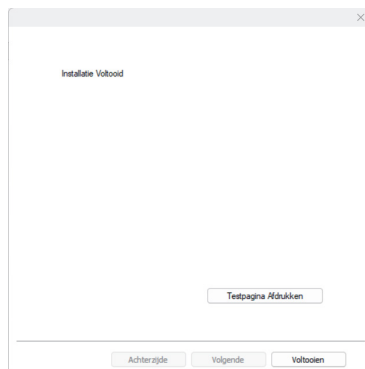 Installatie Voltooid
Testpagina Afdrukken
Achterzijde Volgende Voltooien